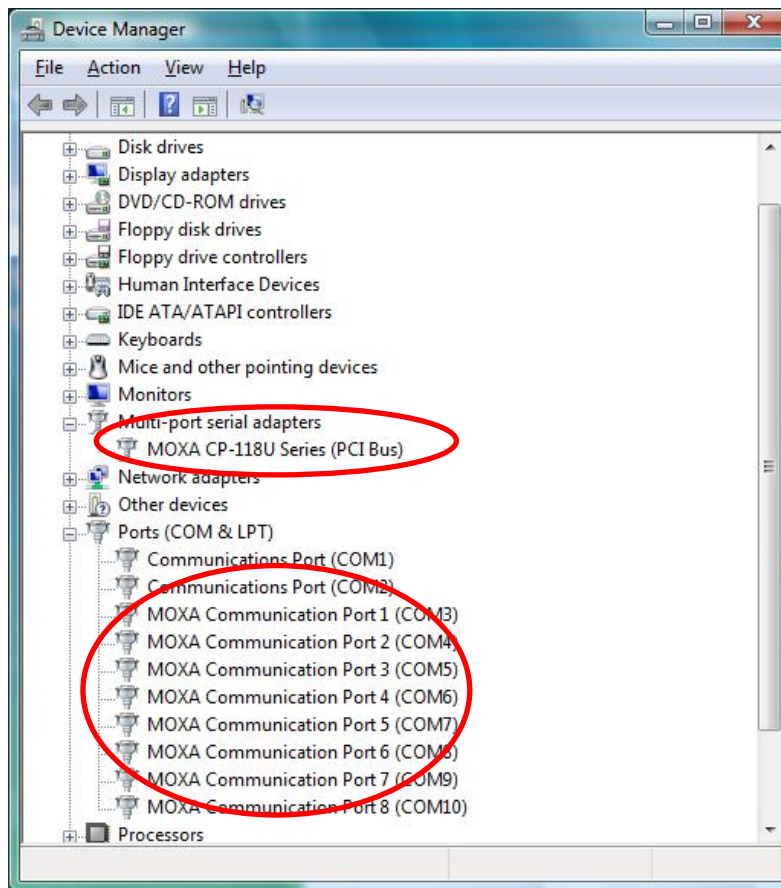 Device Manager
File Action View Help
Disk drives
Display adapters
DVD/CD-ROM drives
Floppy disk drives
Floppy drive controllers
Human Interface Devices
IDE ATA/ATAPI controllers
Keyboards
Mice and other pointing devices
Monitors
Multi-port serial adapters
MOXA CP-118U Series (PCI Bus)
Network adapters
Other devices
Ports (COM & LPT)
Communications Port (COM1)
Communications Port (COM2)
MOXA Communication Port 1 (COM3)
MOXA Communication Port 2 (COM4)
MOXA Communication Port 3 (COM5)
MOXA Communication Port 4 (COM6)
MOXA Communication Port 5 (COM7)
MOXA Communication Port 6 (COM8)
MOXA Communication Port 7 (COM9)
MOXA Communication Port 8 (COM10)
Processors